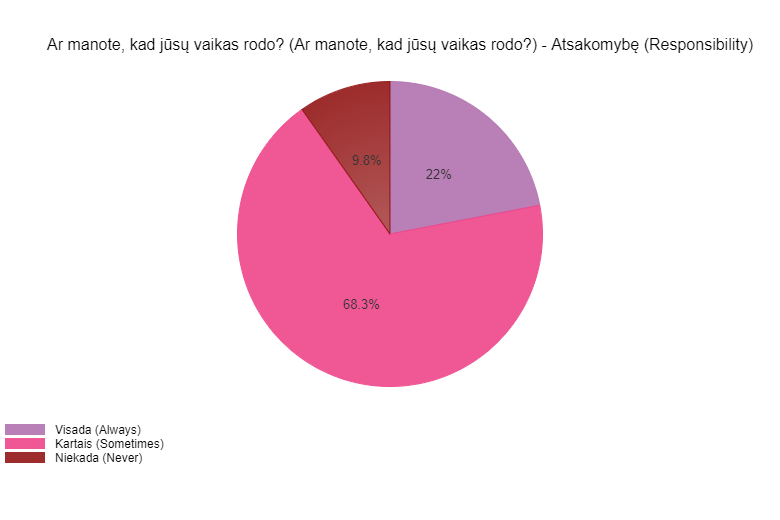 Ar manote, kad jūsų vaikas rodo? (Ar manote, kad jūsų vaikas rodo?) - Atsakomybę (Responsibility)
9.8%
22%
68.3%
Visada (Always)
Kartais (Sometimes)
Niekada (Never)